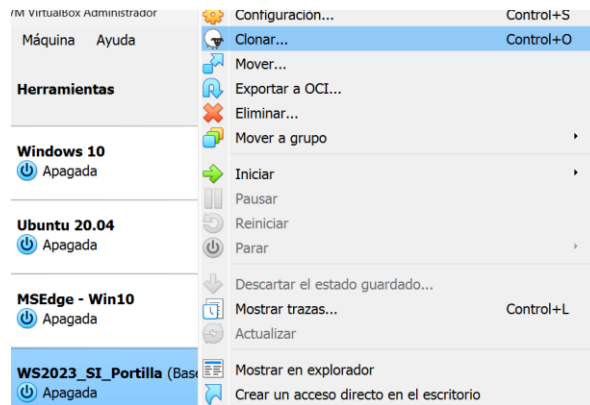 VM VirtualBox Administrador
Máquina Ayuda
Herramientas
Windows 10
Apagada
Ubuntu 20.04
Apagada
MSEdge - Win10
Apagada
WS2023_SI_Portilla (Base
Apagada
Configuración... Control+S
Clonar... Control+O
Mover...
Exportar a OCI...
Eliminar...
Mover a grupo
Iniciar
Pausar
Reiniciar
Parar
Descartar el estado guardado...
Mostrar trazas... Control+L
Actualizar
Mostrar en explorador
Crear un acceso directo en el escritorio